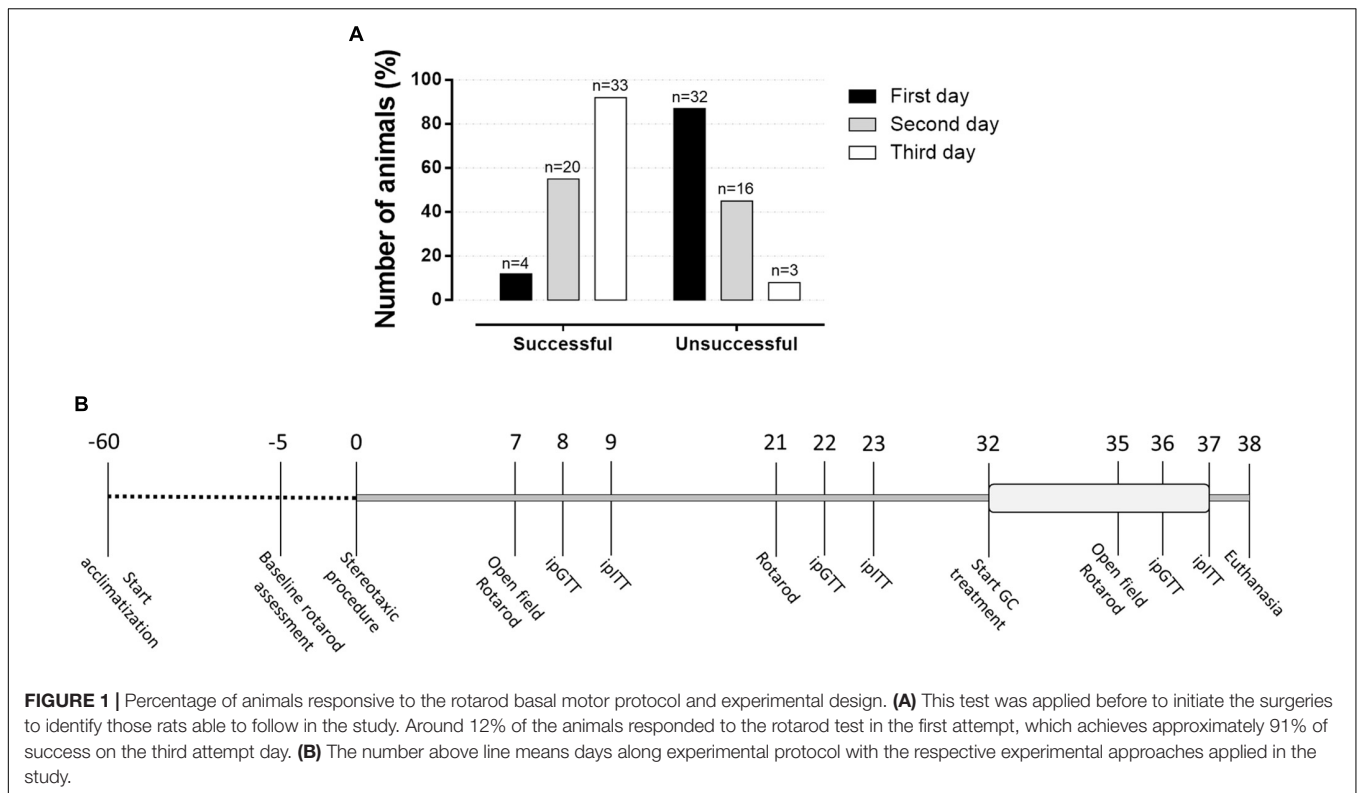 A
Number of animals (%)
100
80
60
40
20
0
n=4
n=20
n=33
n=32
n=16
n=3
Successful
Unsuccessful
First day
Second day
Third day
B
-60
-5
0
7
8
9
21
22
23
32
35
36
37
38
Start
acclimatization
Baseline rotarod
assessment
Stereotaxic
procedure
Open field
Rotarod
ipGTT
ipITT
Rotarod
ipGTT
ipITT
Start GC
treatment
Open field
Rotarod
ipGTT
ipITT
Euthanasia
FIGURE 1 | Percentage of animals responsive to the rotarod basal motor protocol and experimental design. (A) This test was applied before to initiate the surgeries
to identify those rats able to follow in the study. Around 12% of the animals responded to the rotarod test in the first attempt, which achieves approximately 91% of
success on the third attempt day. (B) The number above line means days along experimental protocol with the respective experimental approaches applied in the
study.